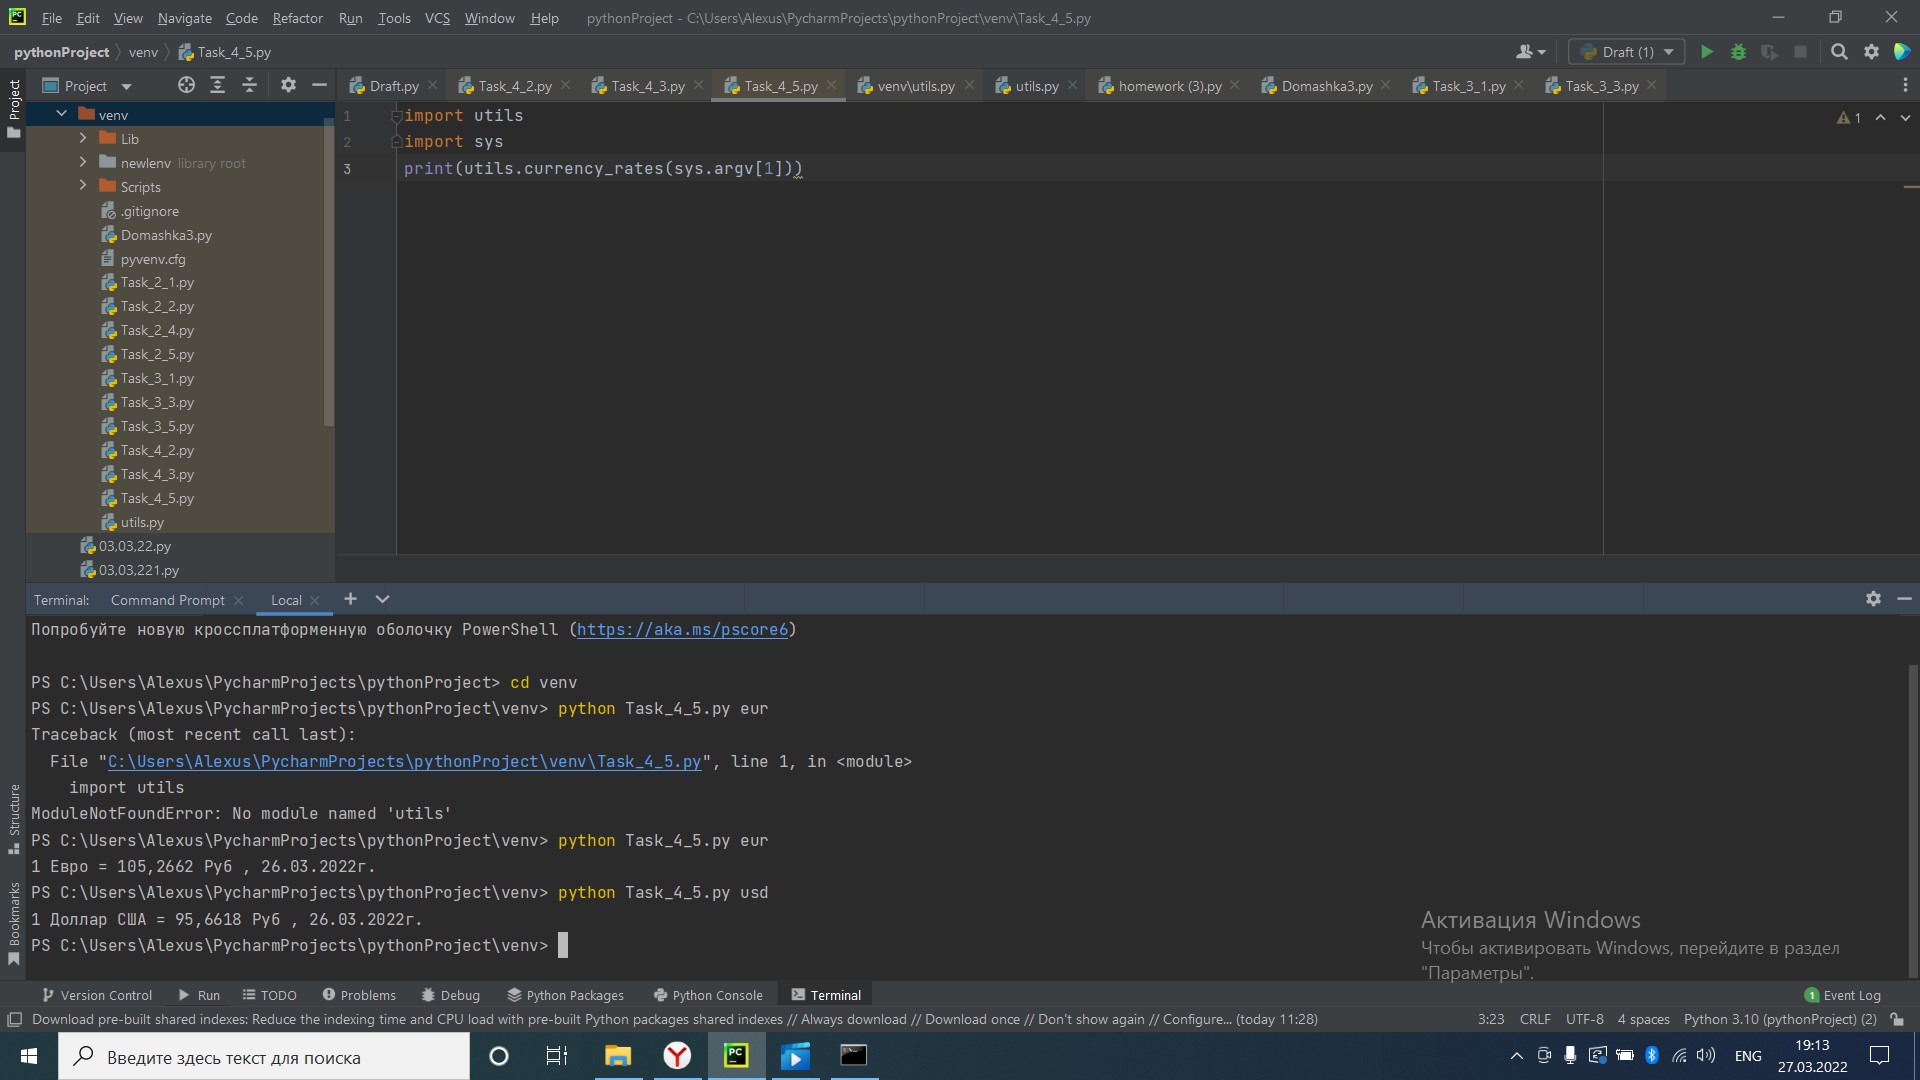 File Edit View Navigate Code Refactor Run Tools VCS Window Help pythonProject - C:\Users\Alexus\PycharmProjects\pythonProject\venv\Task_4_5.py
pythonProject venv Task_4_5.py
Draft (1)
Project
Draft.py Task_4_2.py Task_4_3.py Task_4_5.py venv\utils.py utils.py homework (3).py Domashka3.py Task_3_1.py Task_3_3.py
Project
venv
Lib
newlenv library root
Scripts
.gitignore
Domashka3.py
pyvenv.cfg
Task_2_1.py
Task_2_2.py
Task_2_4.py
Task_2_5.py
Task_3_1.py
Task_3_3.py
Task_3_5.py
Task_4_2.py
Task_4_3.py
Task_4_5.py
utils.py
03,03,22.py
03,03,221.py
1 import utils
2 import sys
3 print(utils.currency_rates(sys.argv[1]))
1
Terminal: Command Prompt Local
Попробуйте новую кроссплатформенную оболочку PowerShell (https://aka.ms/pscore6)
PS C:\Users\Alexus\PycharmProjects\pythonProject> cd venv
PS C:\Users\Alexus\PycharmProjects\pythonProject\venv> python Task_4_5.py eur
Traceback (most recent call last):
File "C:\Users\Alexus\PycharmProjects\pythonProject\venv\Task_4_5.py", line 1, in <module>
import utils
ModuleNotFoundError: No module named 'utils'
PS C:\Users\Alexus\PycharmProjects\pythonProject\venv> python Task_4_5.py eur
1 Евро = 105,2662 Руб , 26.03.2022г.
PS C:\Users\Alexus\PycharmProjects\pythonProject\venv> python Task_4_5.py usd
1 Доллар США = 95,6618 Руб , 26.03.2022г.
PS C:\Users\Alexus\PycharmProjects\pythonProject\venv>
Structure
Bookmarks
Активация Windows
Чтобы активировать Windows, перейдите в раздел
"Параметры".
Version Control Run TODO Problems Debug Python Packages Python Console Terminal 1 Event Log
Download pre-built shared indexes: Reduce the indexing time and CPU load with pre-built Python packages shared indexes // Always download // Download once // Don't show again // Configure... (today 11:28) 3:23 CRLF UTF-8 4 spaces Python 3.10 (pythonProject) (2)
Введите здесь текст для поиска
PC
ENG
19:13
27.03.2022